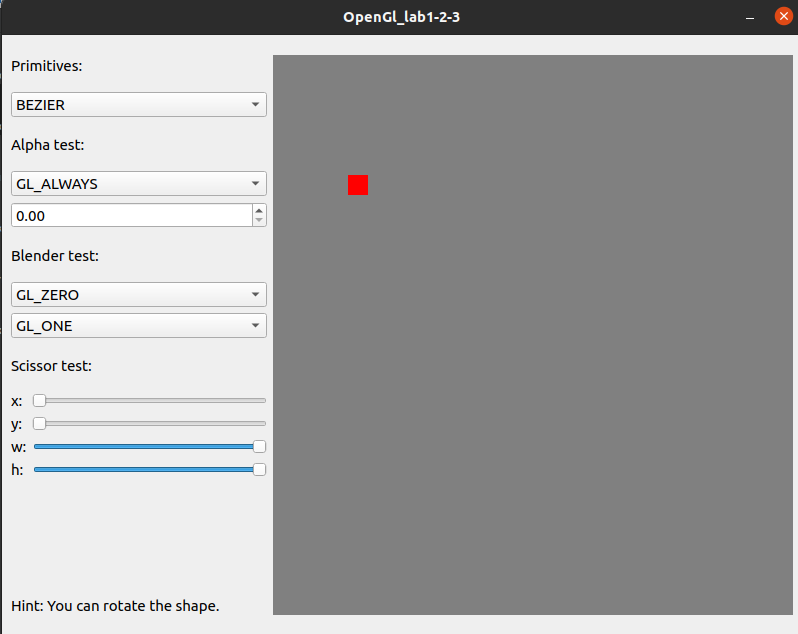 OpenGl_lab1-2-3
Primitives:
BEZIER
Alpha test:
GL_ALWAYS
0.00
Blender test:
GL_ZERO
GL_ONE
Scissor test:
x:
y:
w:
h:
Hint: You can rotate the shape.